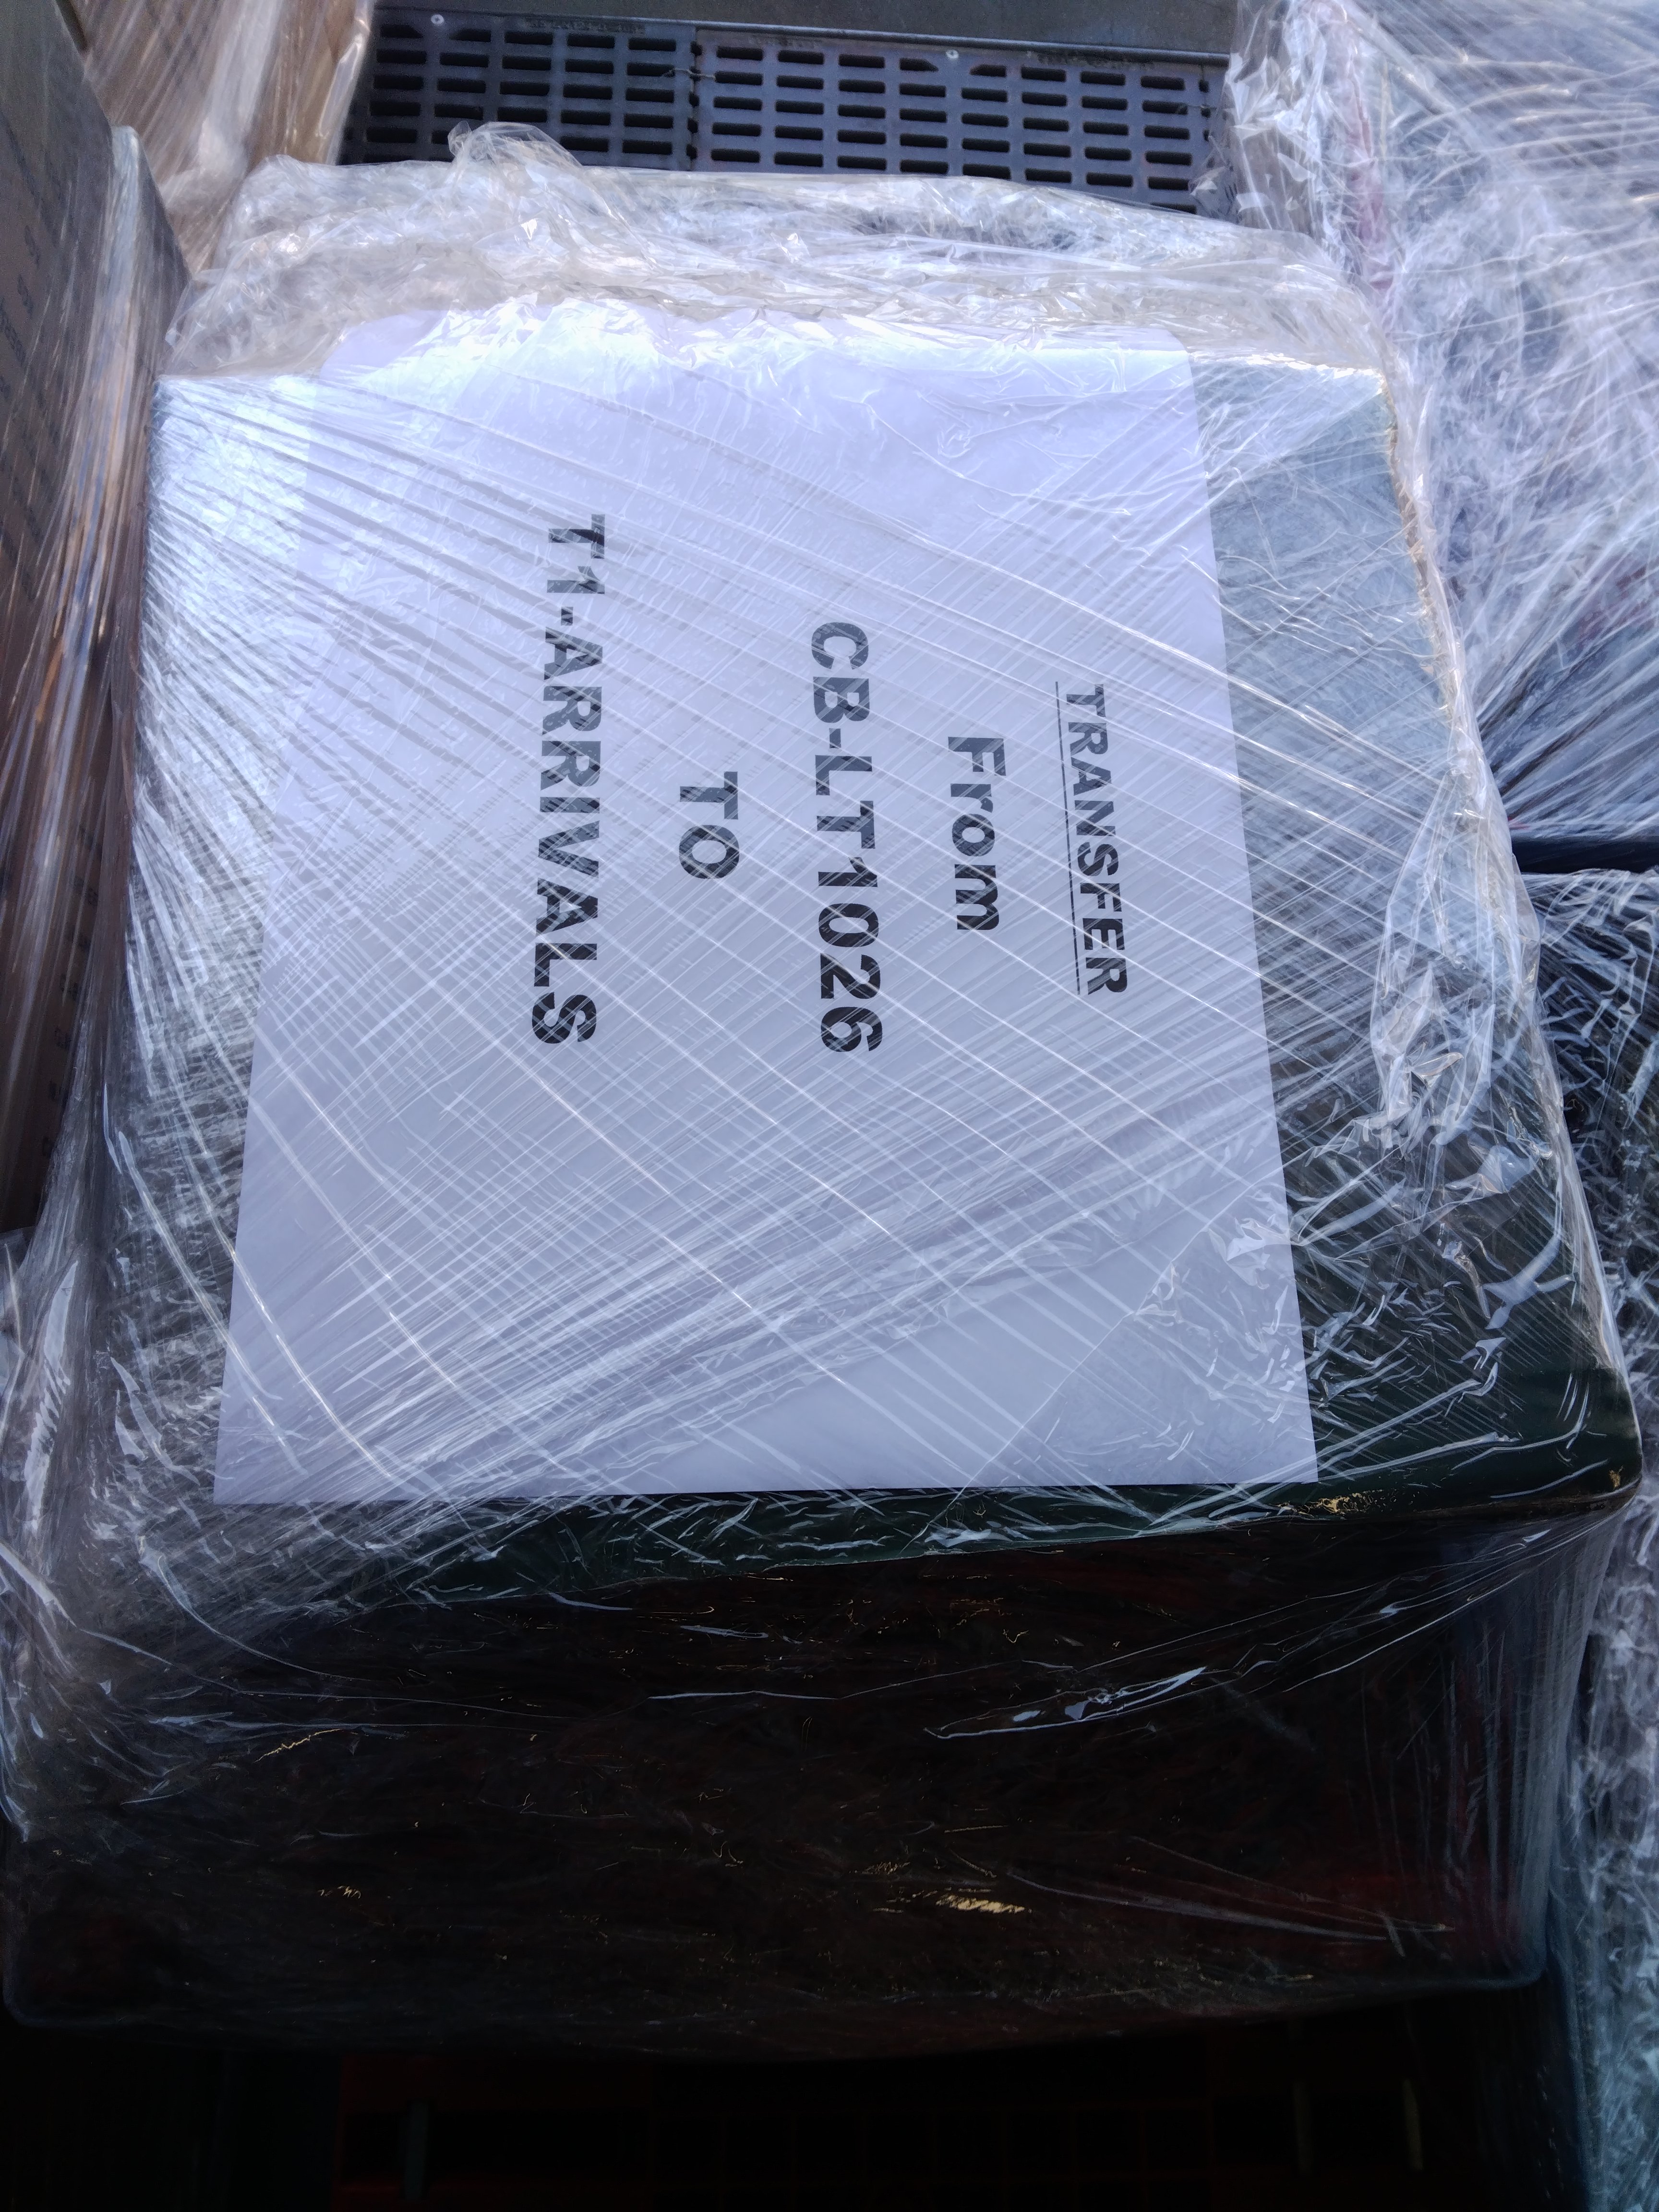 TRANSFER
From
CB-LT1026
TO
T1-ARRIVALS